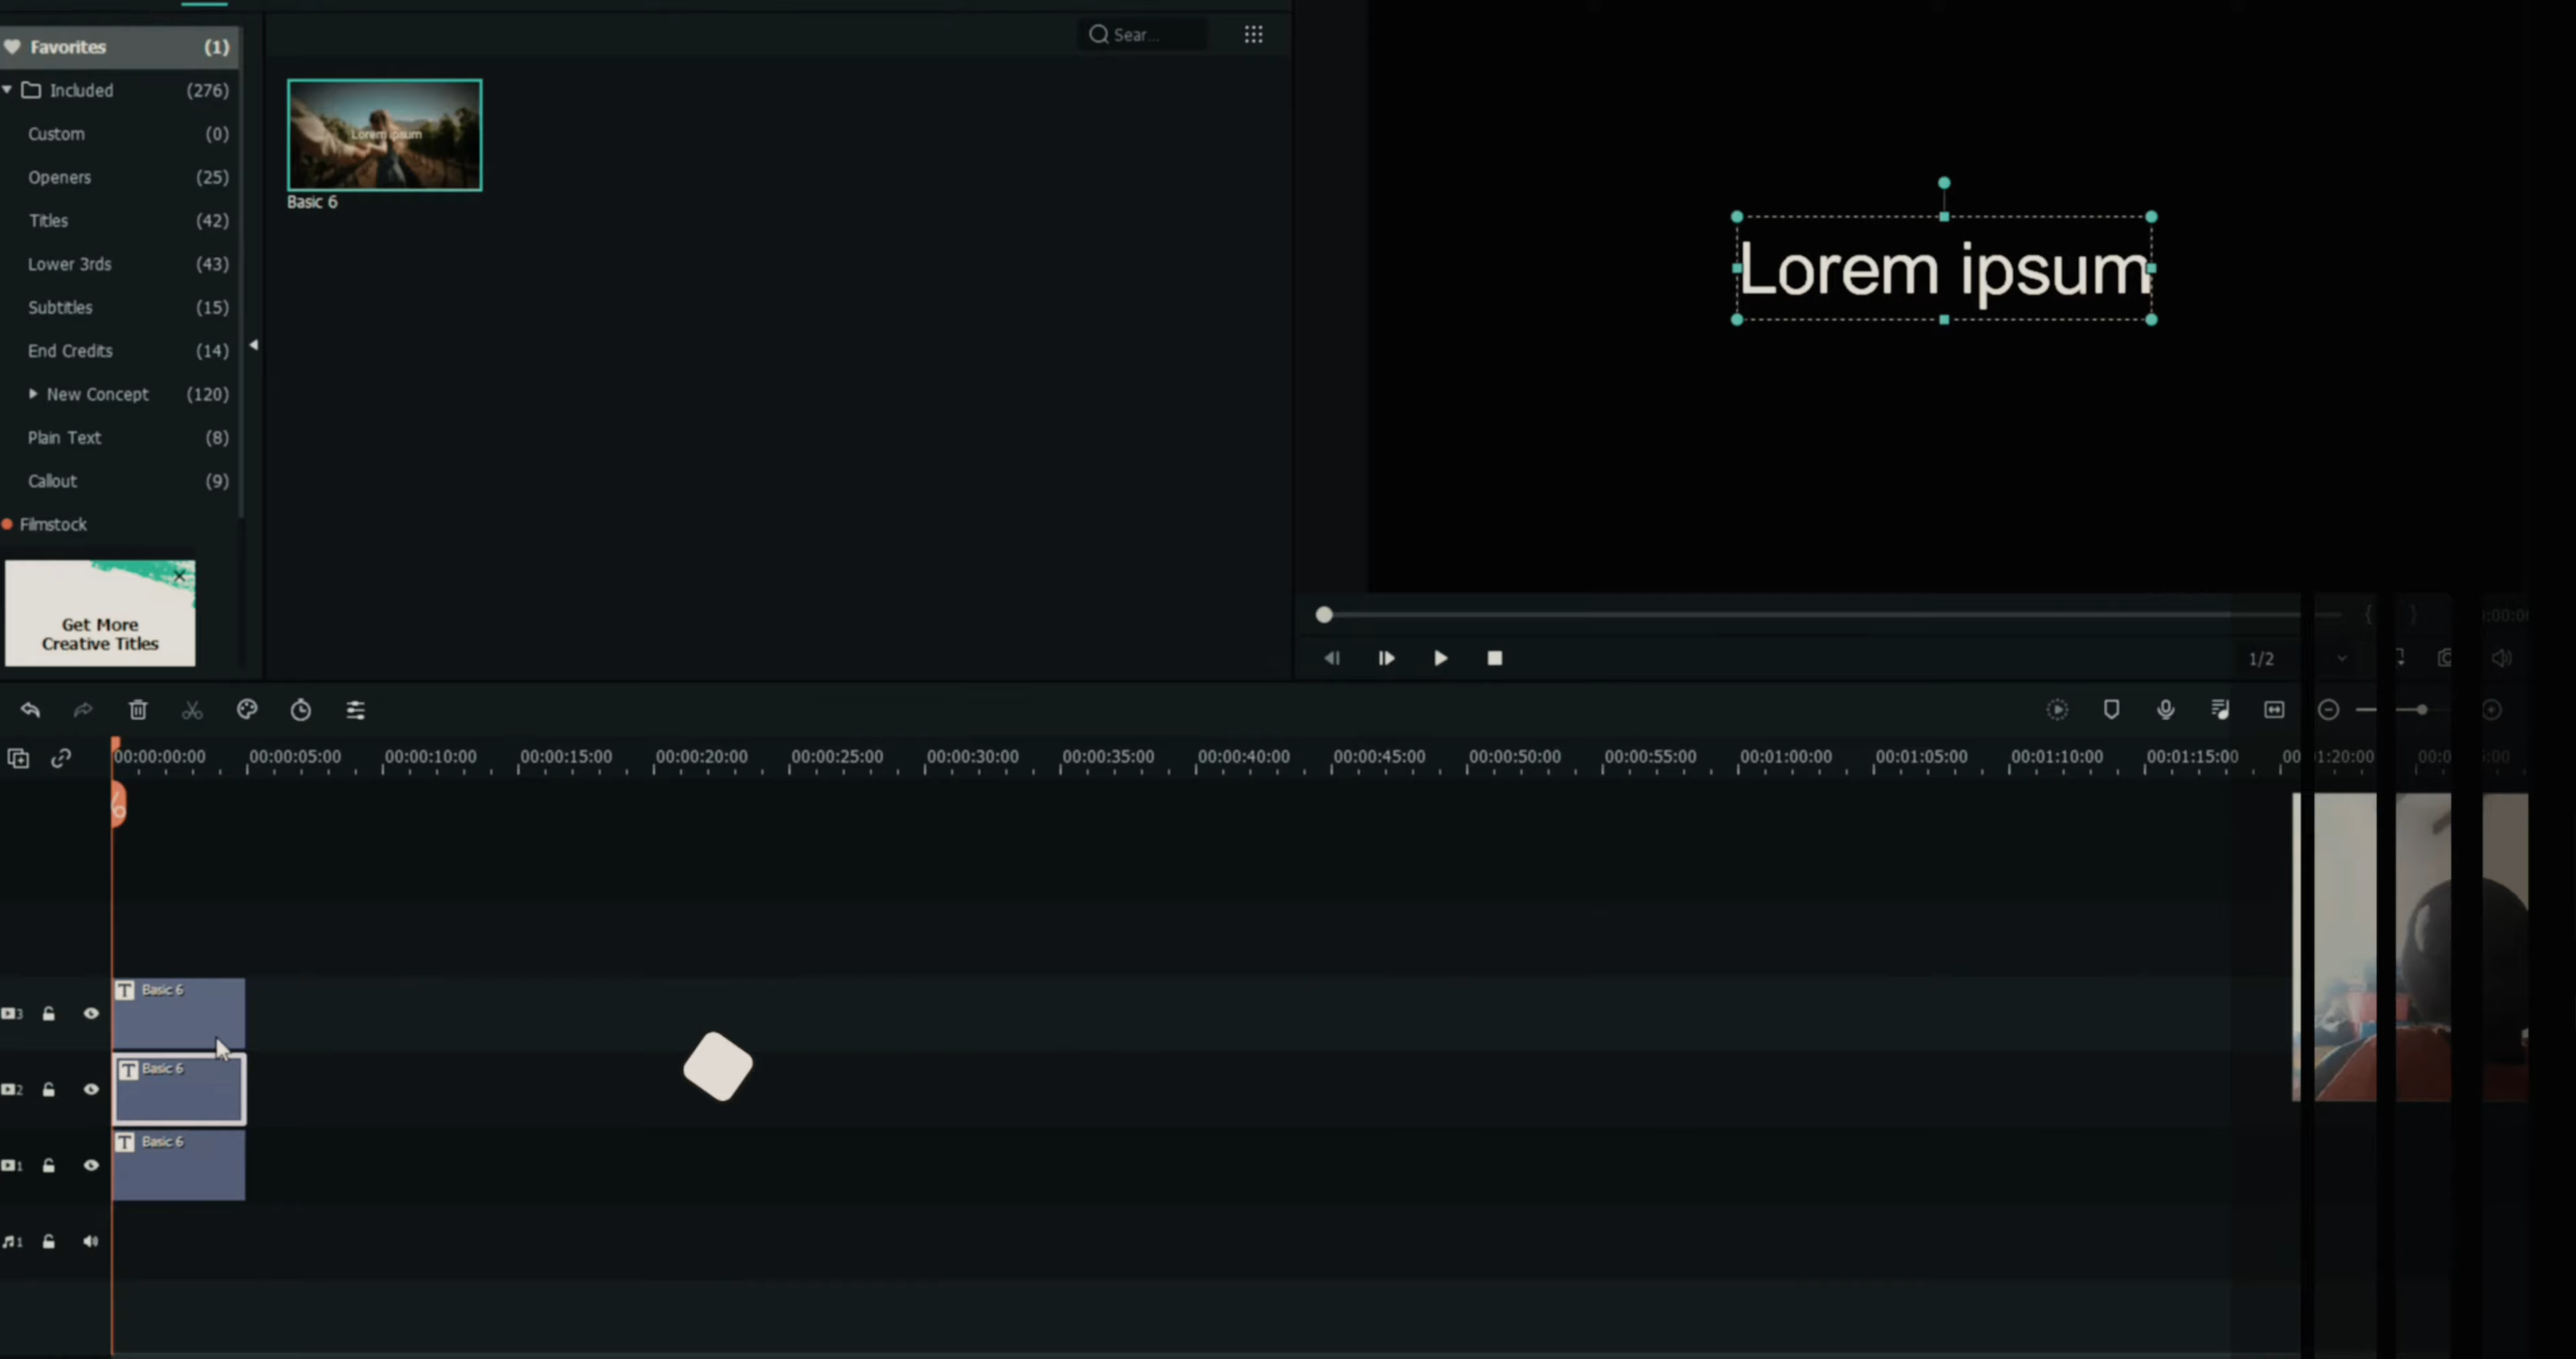 Favorites (1)
Sear...
Included (276)
Custom (0)
Openers (25)
Titles (42)
Lower 3rds (43)
Subtitles (15)
End Credits (14)
New Concept (120)
Plain Text (8)
Callout (9)
Filmstock
Get More
Creative Titles
Lorem ipsum
Basic 6
Lorem ipsum
1/2
00:00:00:00 00:00:05:00 00:00:10:00 00:00:15:00 00:00:20:00 00:00:25:00 00:00:30:00 00:00:35:00 00:00:40:00 00:00:45:00 00:00:50:00 00:00:55:00 00:01:00:00 00:01:05:00 00:01:10:00 00:01:15:00
T Basic 6
3
T Basic 6
2
T Basic 6
1
1